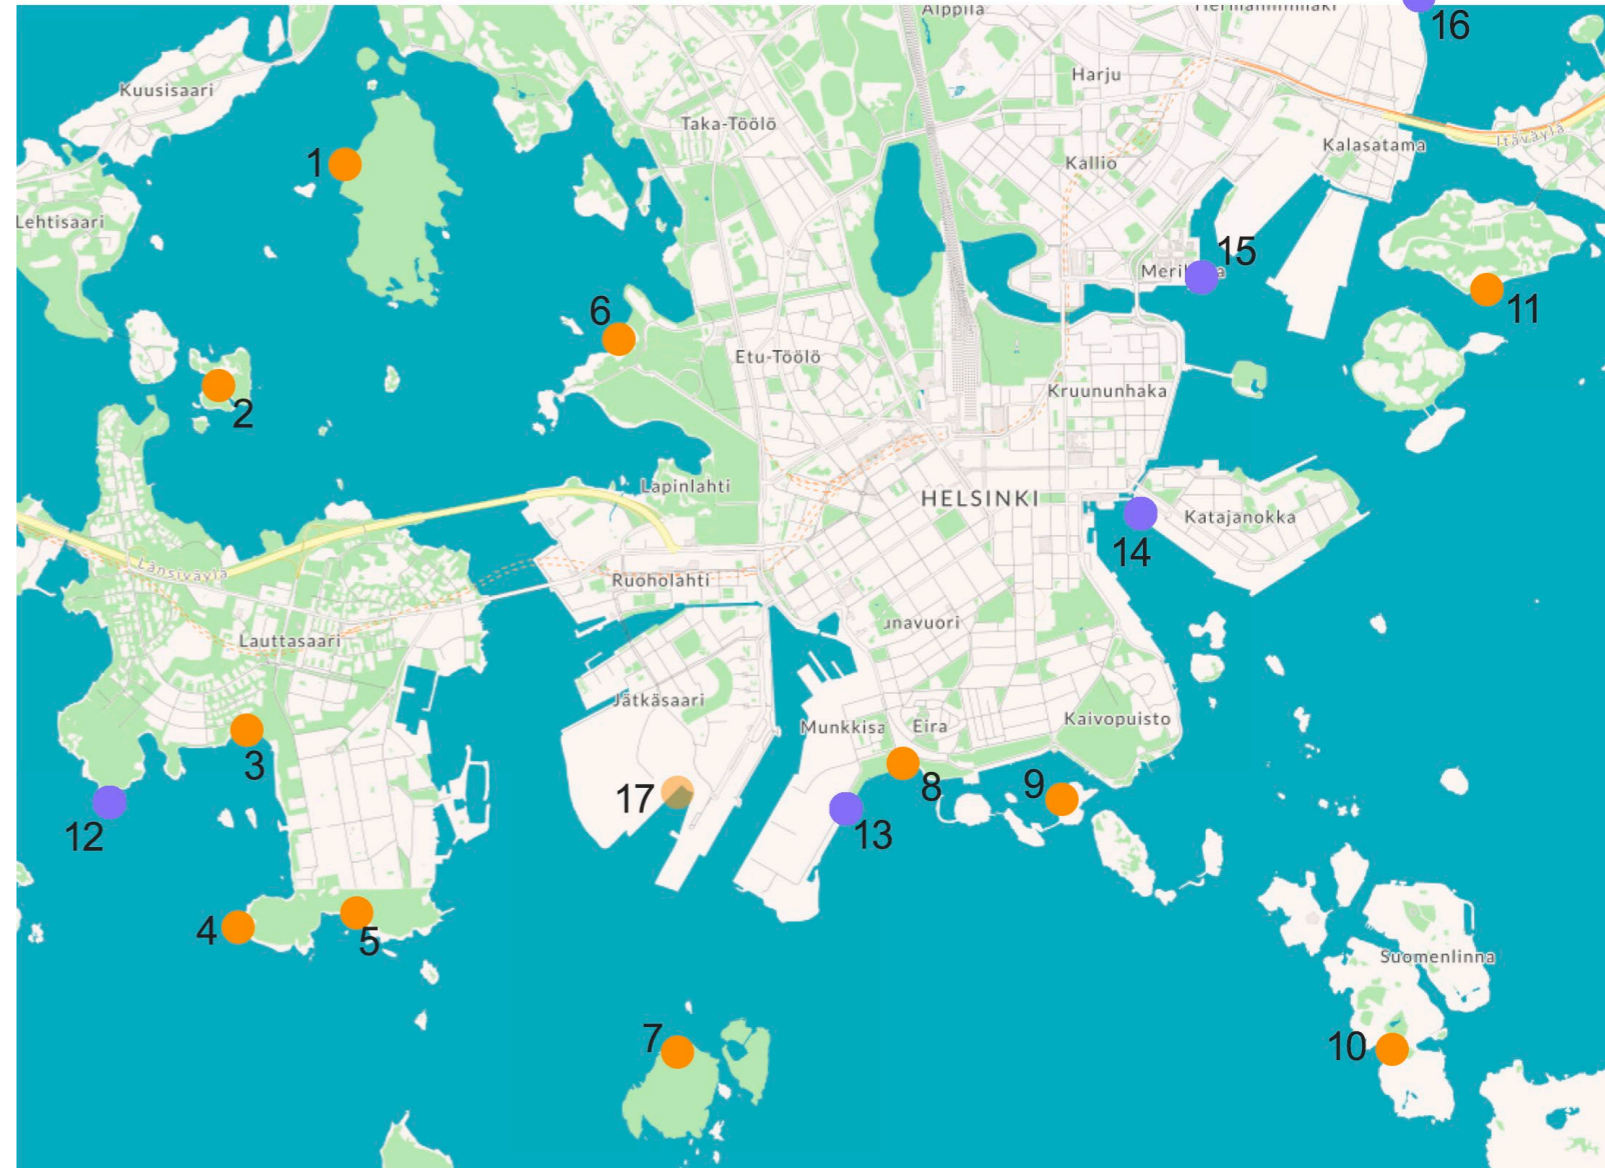 Alppila
16
Harju
Kuusisaari
Taka-Töölö
Itäväylä
Kalasatama
1
Kallio
Lehtisaari
15
6
11
Etu-Töölö
Kruununhaka
2
Lapinlahti
HELSINKI
Katajanokka
14
Länsiväylä
Ruoholahti
unavuori
Lauttasaari
Jätkäsaari
Kaivopuisto
Munkkisa
Eira
3
9
8
17
12
13
4
5
Suomenlinna
7
10